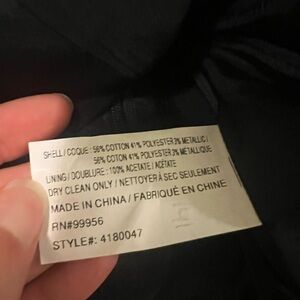 SHELL / COQUE : 56% COTTON 41% POLYESTER 3% METALLIC /
56% COTON 41% POLYESTER 3% METALLIQUE
LINING / DOUBLURE : 100% ACETATE / ACÉTATE
DRY CLEAN ONLY / NETTOYER À SEC SEULEMENT
MADE IN CHINA / FABRIQUÉ EN CHINE
RN#99956
STYLE#: 4180047